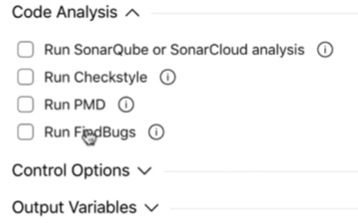 Code Analysis
Run SonarQube or SonarCloud analysis
Run Checkstyle
Run PMD
Run FindBugs
Control Options
Output Variables